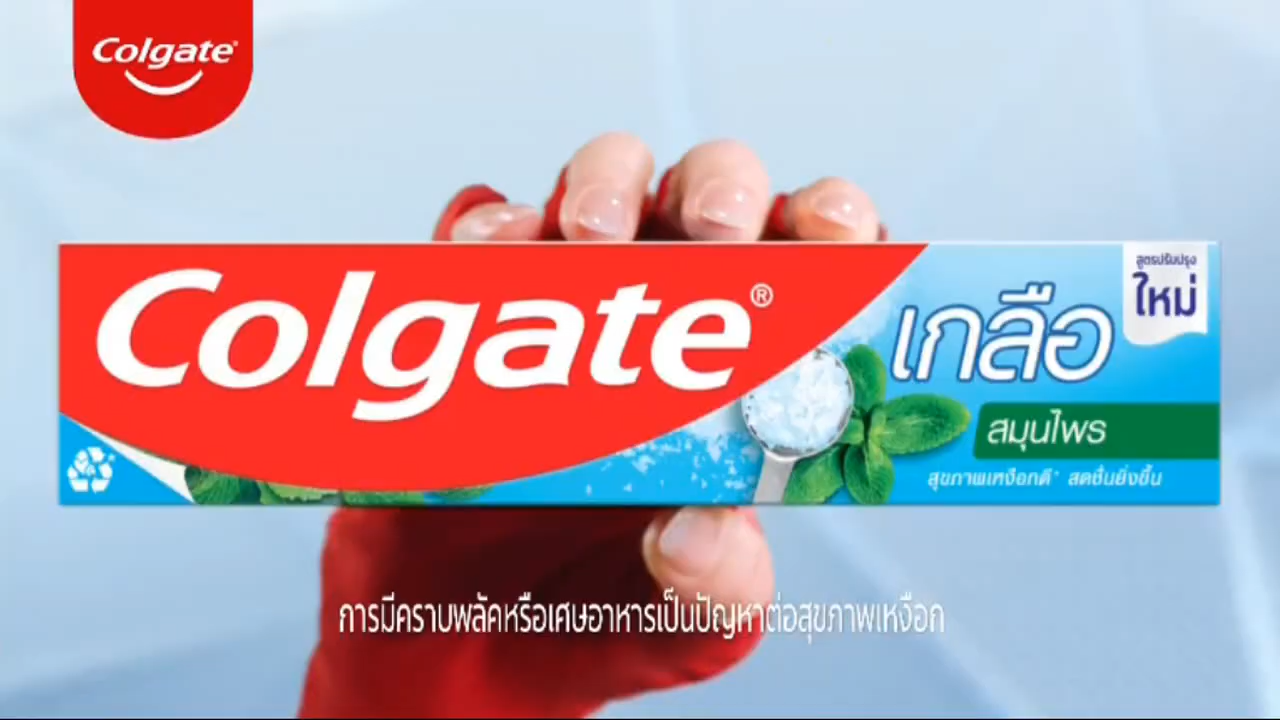 Colgate
Colgate®
สูตรปรับปรุง
ใหม่
เกลือ
สมุนไพร
สุขภาพเหงือกดี* สดชื่นยิ่งขึ้น
การมีคราบพลัคหรือเศษอาหารเป็นปัญหาต่อสุขภาพเหงือก